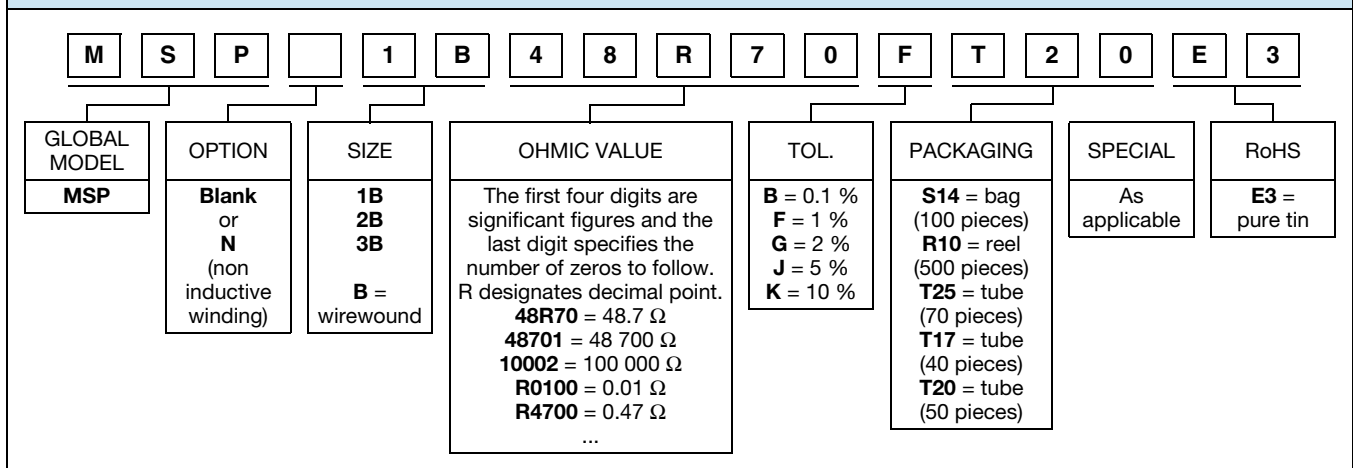 M S P 1 B 4 8 R 7 0 F T 2 0 E 3
GLOBAL
MODEL
MSP
OPTION
Blank
or
N
(non
inductive
winding)
SIZE
1B
2B
3B
B =
wirewound
OHMIC VALUE
The first four digits are
significant figures and the
last digit specifies the
number of zeros to follow.
R designates decimal point.
48R70 = 48.7 Ω
48701 = 48 700 Ω
10002 = 100 000 Ω
R0100 = 0.01 Ω
R4700 = 0.47 Ω
...
TOL.
B = 0.1 %
F = 1 %
G = 2 %
J = 5 %
K = 10 %
PACKAGING
S14 = bag
(100 pieces)
R10 = reel
(500 pieces)
T25 = tube
(70 pieces)
T17 = tube
(40 pieces)
T20 = tube
(50 pieces)
SPECIAL
As
applicable
RoHS
E3 =
pure tin